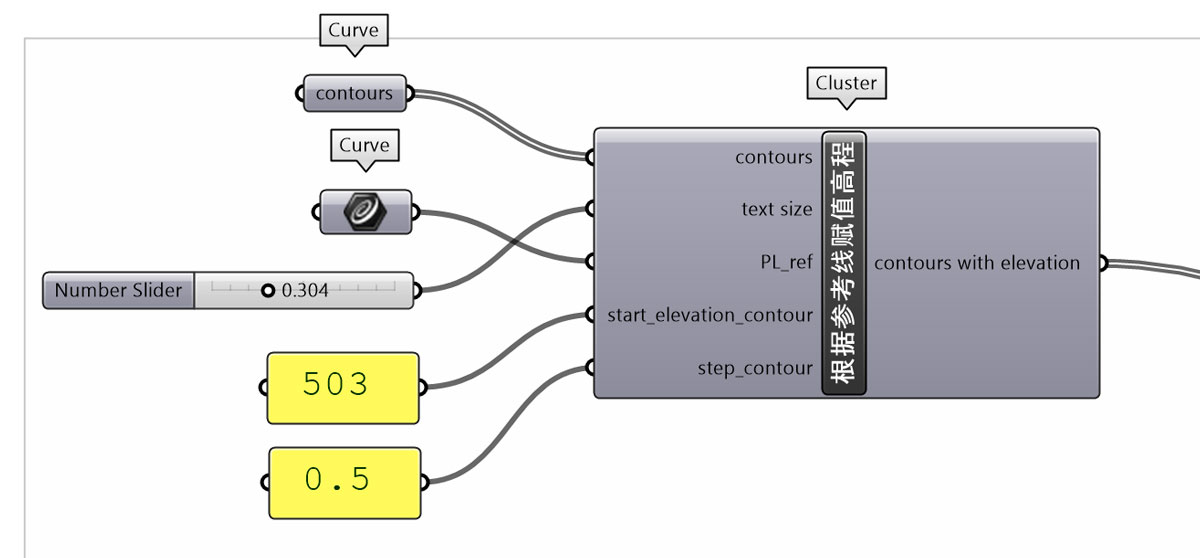 Curve
contours
Curve
Number Slider
0.304
503
0.5
Cluster
contours
text size
PL_ref
start_elevation_contour
step_contour
根据参考线赋值高程
contours with elevation